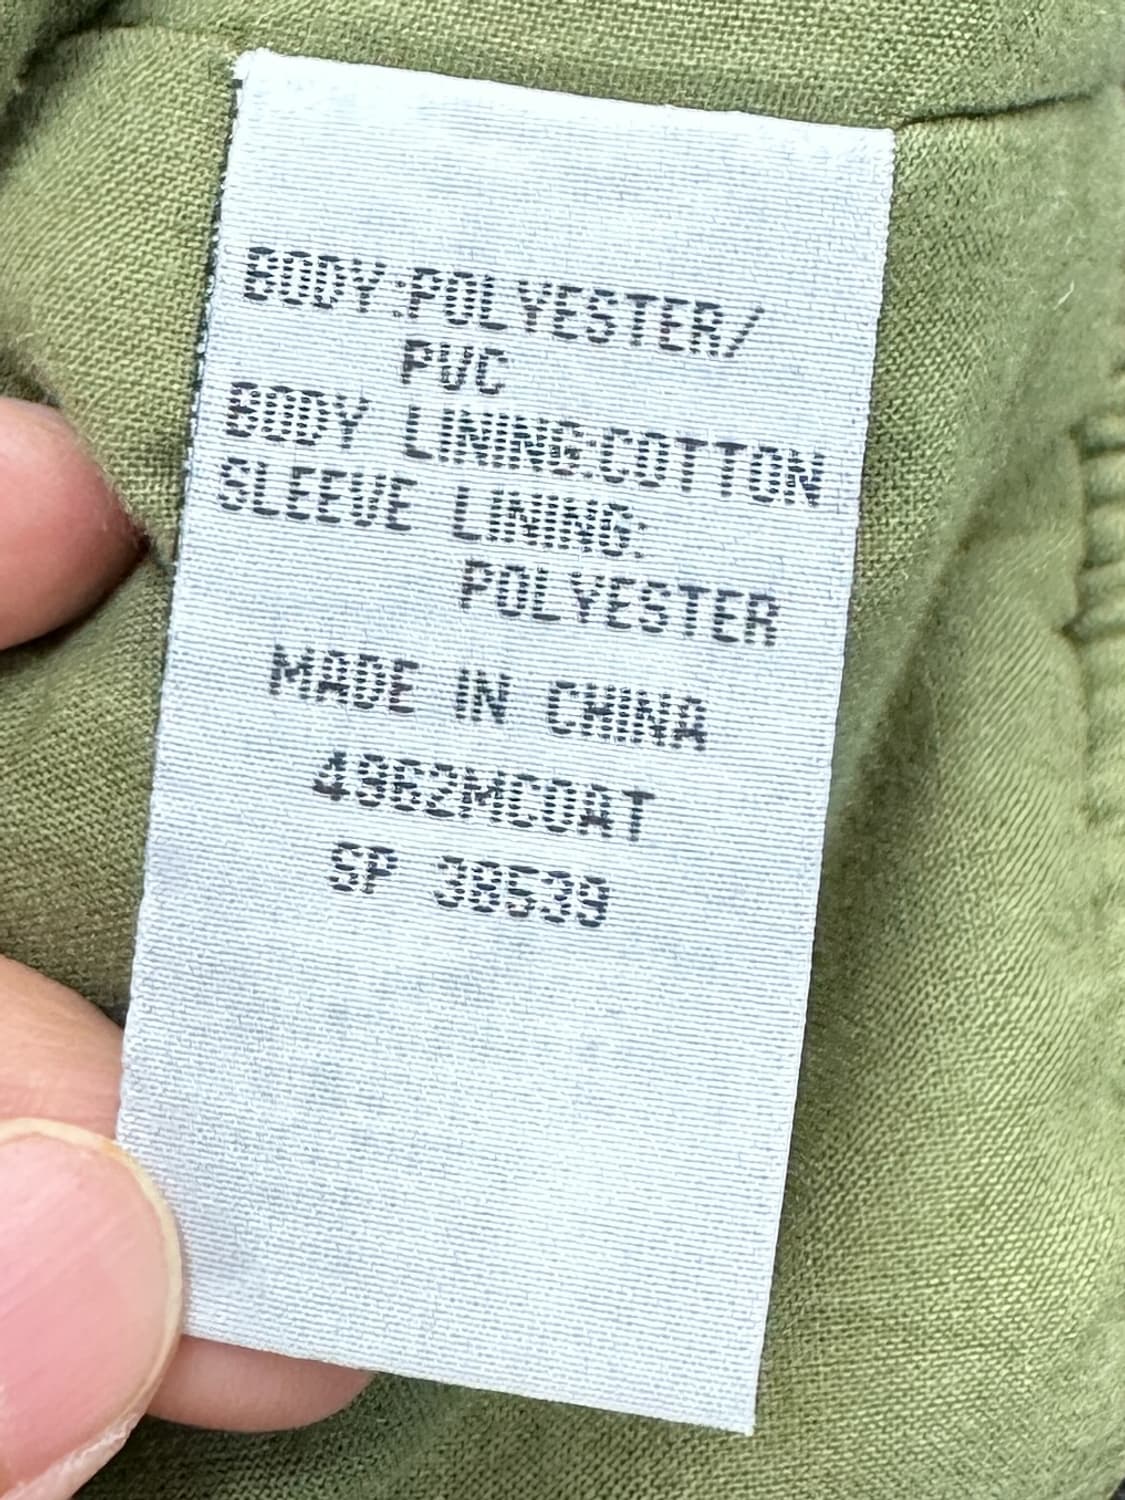 BODY:POLYESTER/
PVC
BODY LINING:COTTON
SLEEVE LINING:
POLYESTER
MADE IN CHINA
4962MCOAT
SP 38539